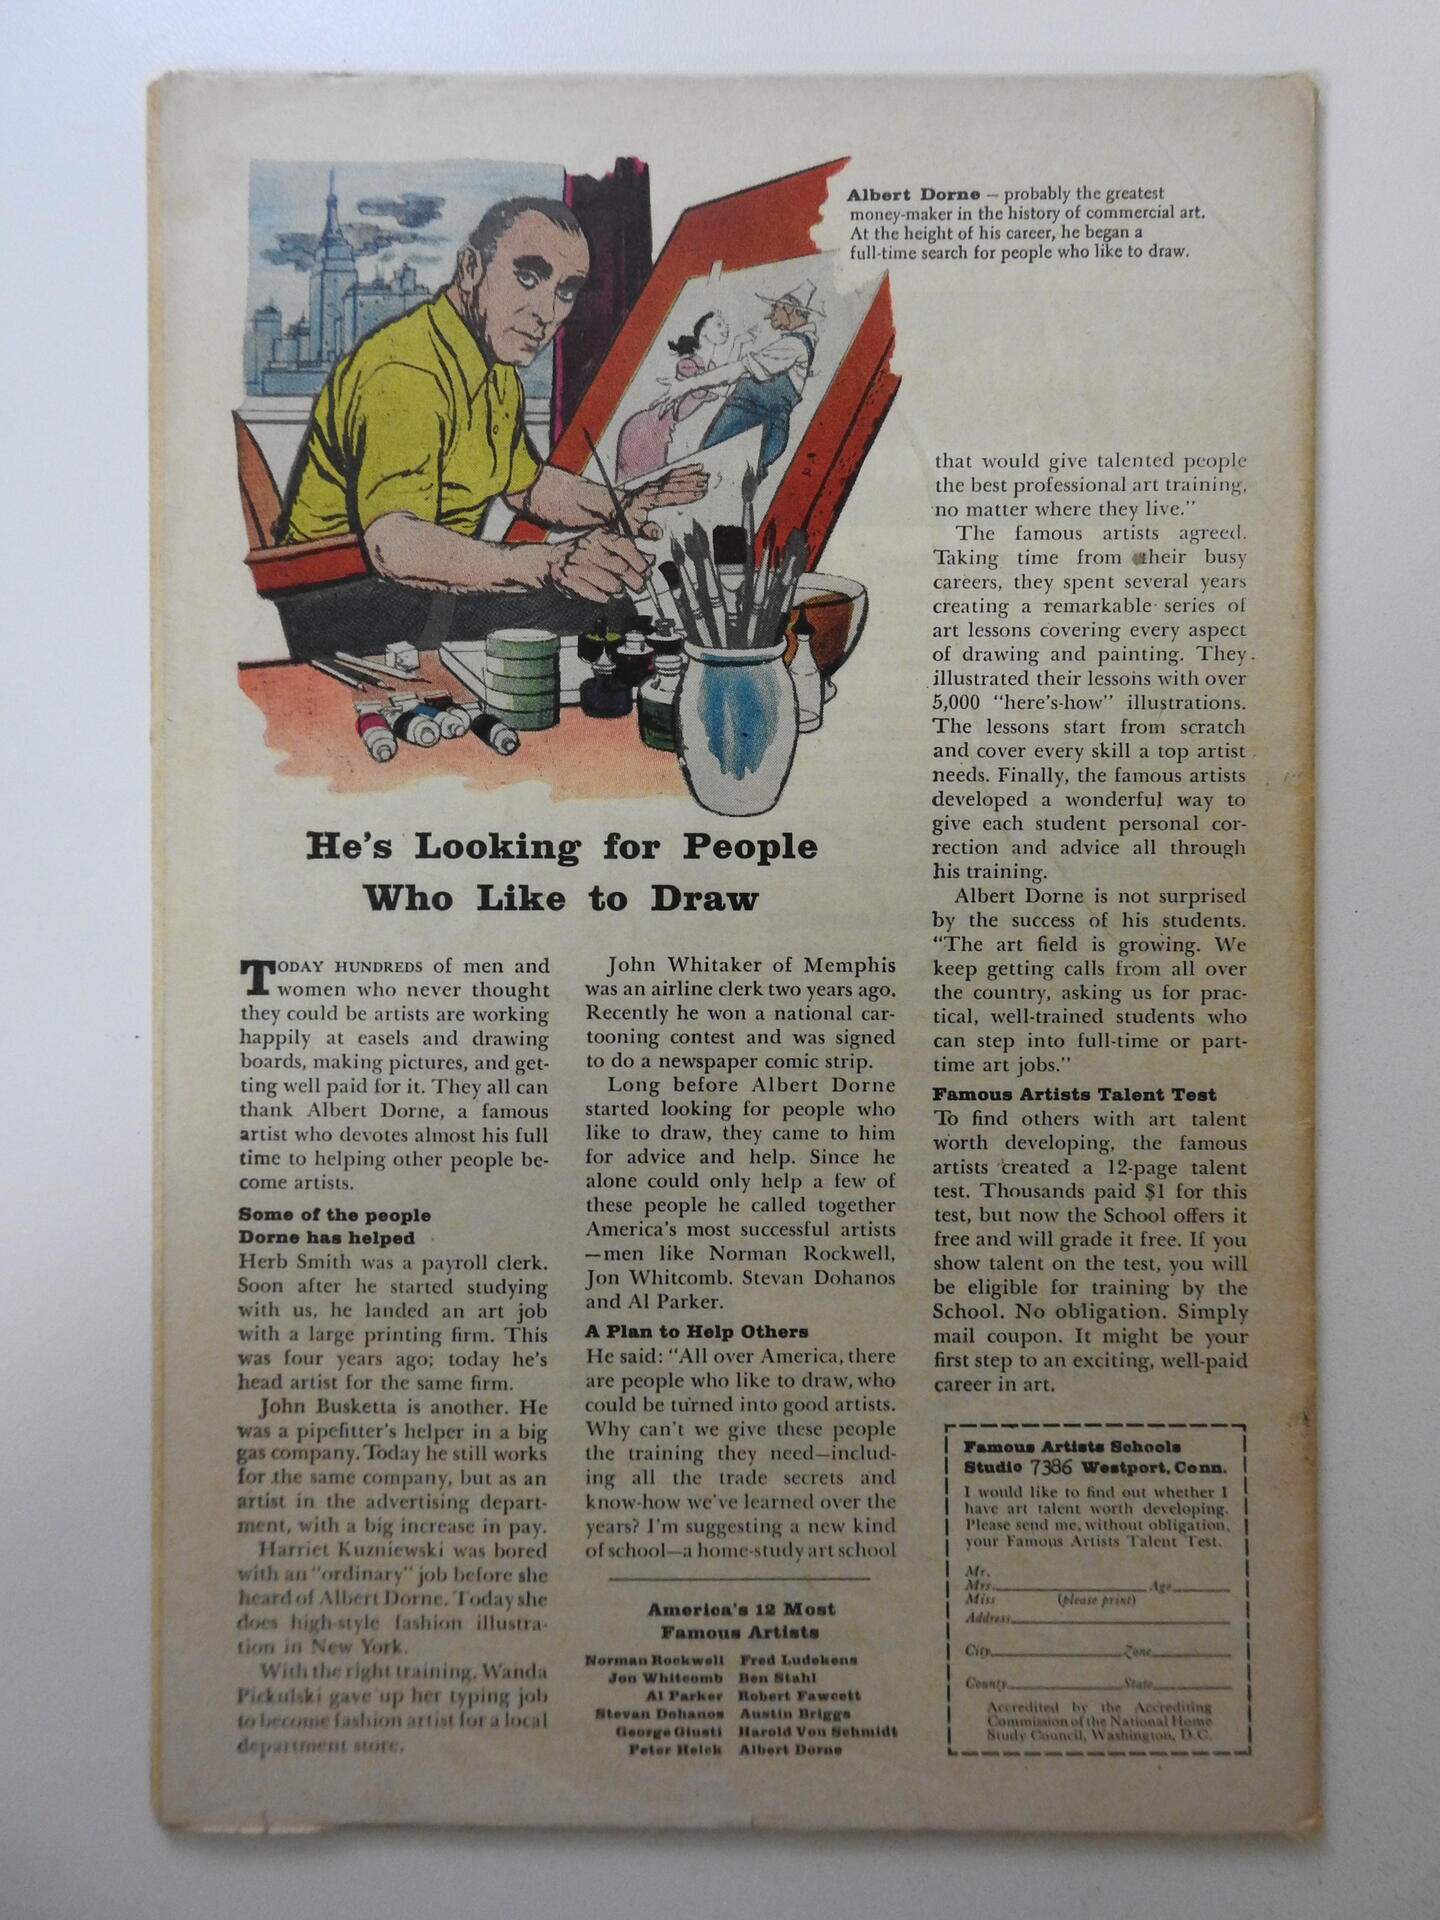 Albert Dorne — probably the greatest
money-maker in the history of commercial art.
At the height of his career, he began a
full-time search for people who like to draw.
He's Looking for People
Who Like to Draw
TODAY HUNDREDS of men and
women who never thought
they could be artists are working
happily at easels and drawing
boards, making pictures, and get-
ting well paid for it. They all can
thank Albert Dorne, a famous
artist who devotes almost his full
time to helping other people be-
come artists.
Some of the people
Dorne has helped
Herb Smith was a payroll clerk.
Soon after he started studying
with us, he landed an art job
with a large printing firm. This
was four years ago; today he's
head artist for the same firm.
John Busketta is another. He
was a pipefitter's helper in a big
gas company. Today he still works
for the same company, but as an
artist in the advertising depart-
ment, with a big increase in pay.
Harriet Kuzniewski was bored
with an "ordinary" job before she
heard of Albert Dorne. Today she
does high-style fashion illustra-
tion in New York.
With the right training, Wanda
Pickulski gave up her typing job
to become fashion artist for a local
department store.
John Whitaker of Memphis
was an airline clerk two years ago.
Recently he won a national car-
tooning contest and was signed
to do a newspaper comic strip.
Long before Albert Dorne
started looking for people who
like to draw, they came to him
for advice and help. Since he
alone could only help a few of
these people he called together
America's most successful artists
—men like Norman Rockwell,
Jon Whitcomb. Stevan Dohanos
and Al Parker.
A Plan to Help Others
He said: "All over America, there
are people who like to draw, who
could be turned into good artists.
Why can't we give these people
the training they need—includ-
ing all the trade secrets and
know-how we've learned over the
years? I'm suggesting a new kind
of school—a home-study art school
America's 12 Most
Famous Artists
Norman Rockwell Fred Ludekens
Jon Whitcomb Ben Stahl
Al Parker Robert Fawcett
Stevan Dohanos Austin Briggs
George Giusti Harold Von Schmidt
Peter Helck Albert Dorne
that would give talented people
the best professional art training,
no matter where they live."
The famous artists agreed.
Taking time from their busy
careers, they spent several years
creating a remarkable series of
art lessons covering every aspect
of drawing and painting. They
illustrated their lessons with over
5,000 "here's-how" illustrations.
The lessons start from scratch
and cover every skill a top artist
needs. Finally, the famous artists
developed a wonderful way to
give each student personal cor-
rection and advice all through
his training.
Albert Dorne is not surprised
by the success of his students.
"The art field is growing. We
keep getting calls from all over
the country, asking us for prac-
tical, well-trained students who
can step into full-time or part-
time art jobs."
Famous Artists Talent Test
To find others with art talent
worth developing, the famous
artists created a 12-page talent
test. Thousands paid $1 for this
test, but now the School offers it
free and will grade it free. If you
show talent on the test, you will
be eligible for training by the
School. No obligation. Simply
mail coupon. It might be your
first step to an exciting, well-paid
career in art.
Famous Artists Schools
Studio 7386 Westport, Conn.
I would like to find out whether I
have art talent worth developing.
Please send me, without obligation,
your Famous Artists Talent Test.
Mr.
Mrs. Age
Miss (please print)
Address
City Zone
County State
Accredited by the Accrediting
Commission of the National Home
Study Council, Washington, D.C.